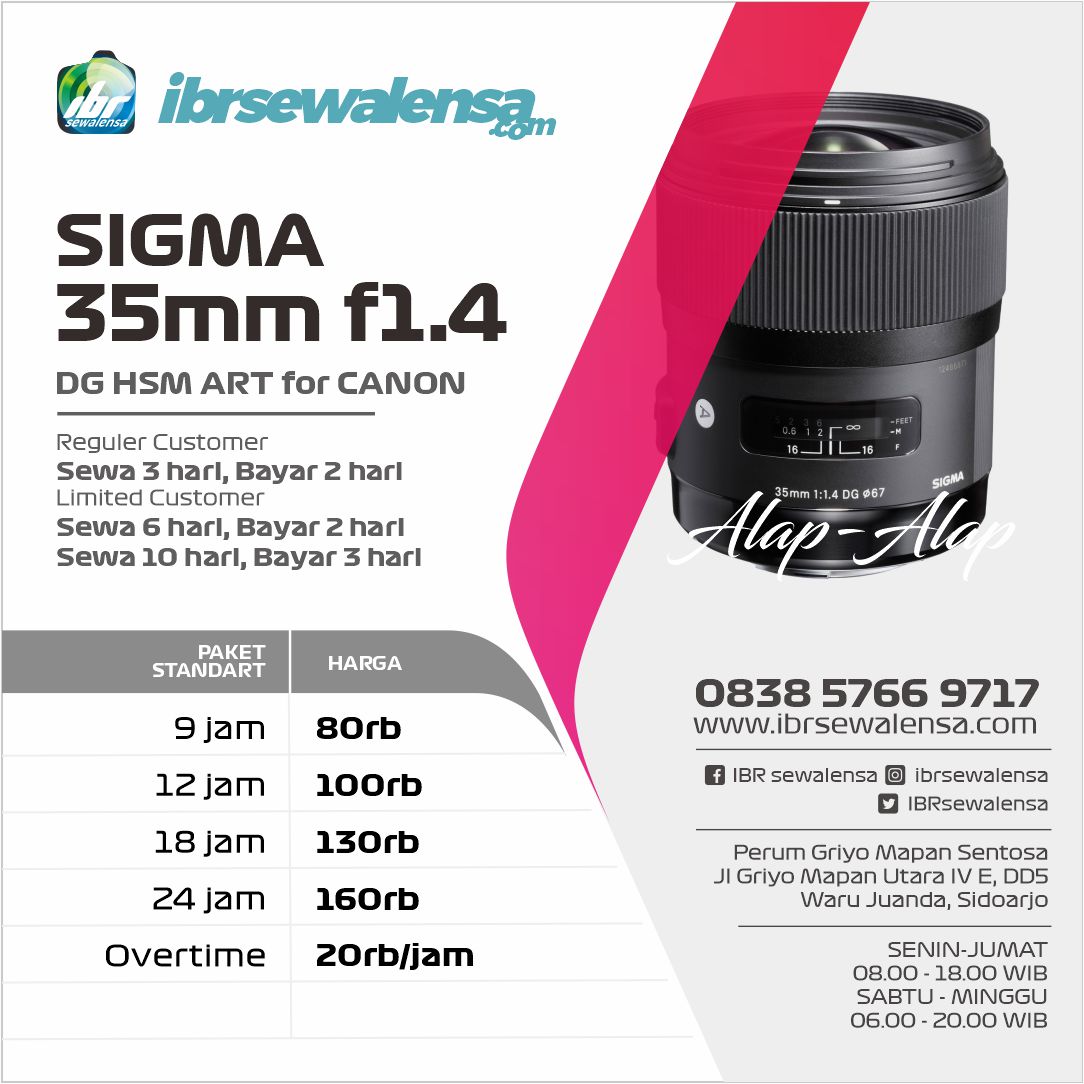 ibr
sewalensa
ibrsewalensa
.com
SIGMA
35mm f1.4
DG HSM ART for CANON
Reguler Customer
Sewa 3 hari, Bayar 2 hari
Limited Customer
Sewa 6 hari, Bayar 2 hari
Sewa 10 hari, Bayar 3 hari
PAKET
STANDART
HARGA
9 jam 80rb
12 jam 100rb
18 jam 130rb
24 jam 160rb
Overtime 20rb/jam
A
FEET
0.6 1 2 ∞ M
16 16 F
SIGMA
35mm 1:1.4 DG ø67
Alap-Alap
0838 5766 9717
www.ibrsewalensa.com
IBR sewalensa ibrsewalensa
IBRsewalensa
Perum Griyo Mapan Sentosa
Jl Griyo Mapan Utara IV E, DD5
Waru Juanda, Sidoarjo
SENIN-JUMAT
08.00 - 18.00 WIB
SABTU - MINGGU
06.00 - 20.00 WIB